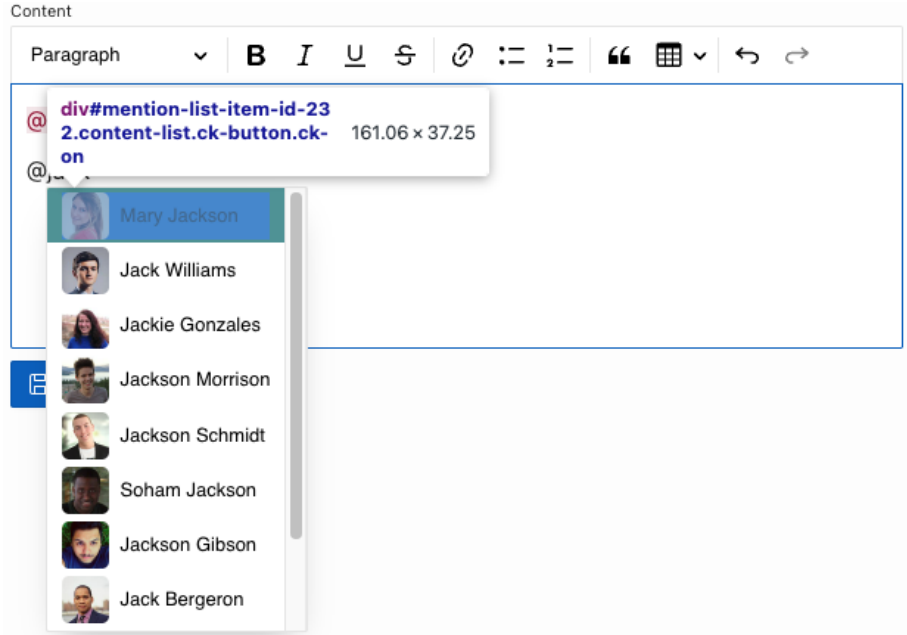 Content
Paragraph
B I U S
@
div#mention-list-item-id-23
2.content-list.ck-button.ck-
on
161.06 × 37.25
Mary Jackson
Jack Williams
Jackie Gonzales
Jackson Morrison
Jackson Schmidt
Soham Jackson
Jackson Gibson
Jack Bergeron